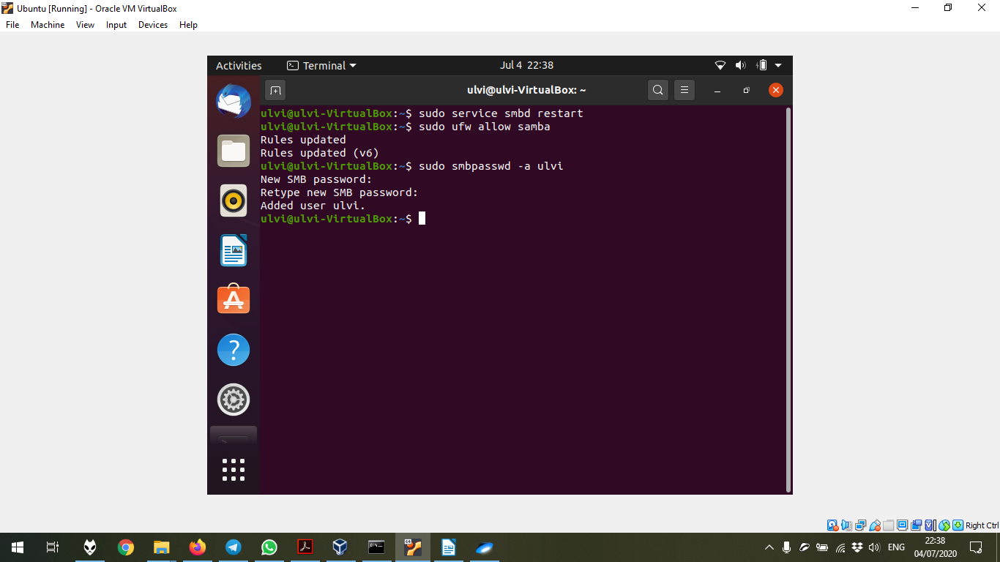 Ubuntu [Running] - Oracle VM VirtualBox
File Machine View Input Devices Help
Activities Terminal Jul 4 22:38
ulvi@ulvi-VirtualBox: ~
ulvi@ulvi-VirtualBox:~$ sudo service smbd restart
ulvi@ulvi-VirtualBox:~$ sudo ufw allow samba
Rules updated
Rules updated (v6)
ulvi@ulvi-VirtualBox:~$ sudo smbpasswd -a ulvi
New SMB password:
Retype new SMB password:
Added user ulvi.
ulvi@ulvi-VirtualBox:~$
Right Ctrl
ENG
22:38
04/07/2020